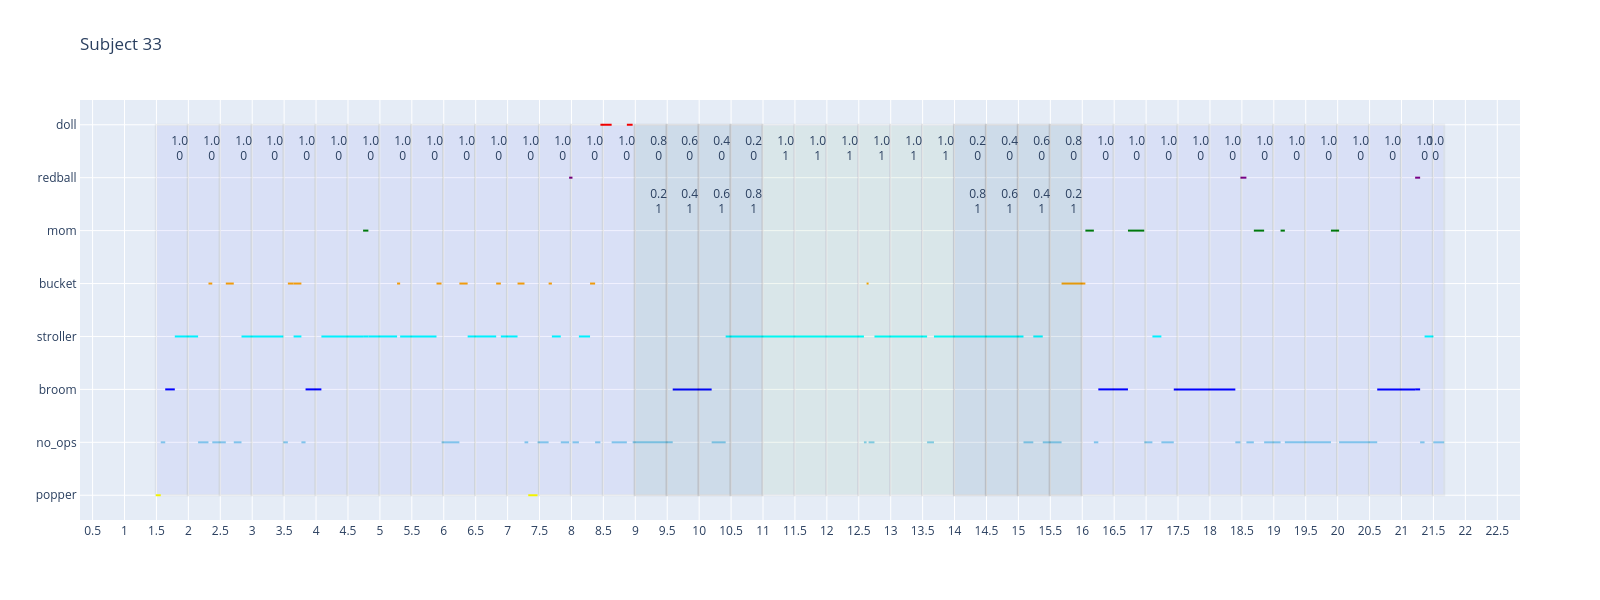 Subject 33
doll
1.0 1.0 1.0 1.0 1.0 1.0 1.0 1.0 1.0 1.0 1.0 1.0 1.0 1.0 1.0 0.8 0.6 0.4 0.2 1.0 1.0 1.0 1.0 1.0 1.0 0.2 0.4 0.6 0.8 1.0 1.0 1.0 1.0 1.0 1.0 1.0 1.0 1.0 1.0 1.0 1.0
0 0 0 0 0 0 0 0 0 0 0 0 0 0 0 0 0 0 0 1 1 1 1 1 1 0 0 0 0 0 0 0 0 0 0 0 0 0 0 0 0
redball
0.2 0.4 0.6 0.8 0.8 0.6 0.4 0.2
1 1 1 1 1 1 1 1
mom
bucket
stroller
broom
no_ops
popper
0.5 1 1.5 2 2.5 3 3.5 4 4.5 5 5.5 6 6.5 7 7.5 8 8.5 9 9.5 10 10.5 11 11.5 12 12.5 13 13.5 14 14.5 15 15.5 16 16.5 17 17.5 18 18.5 19 19.5 20 20.5 21 21.5 22 22.5